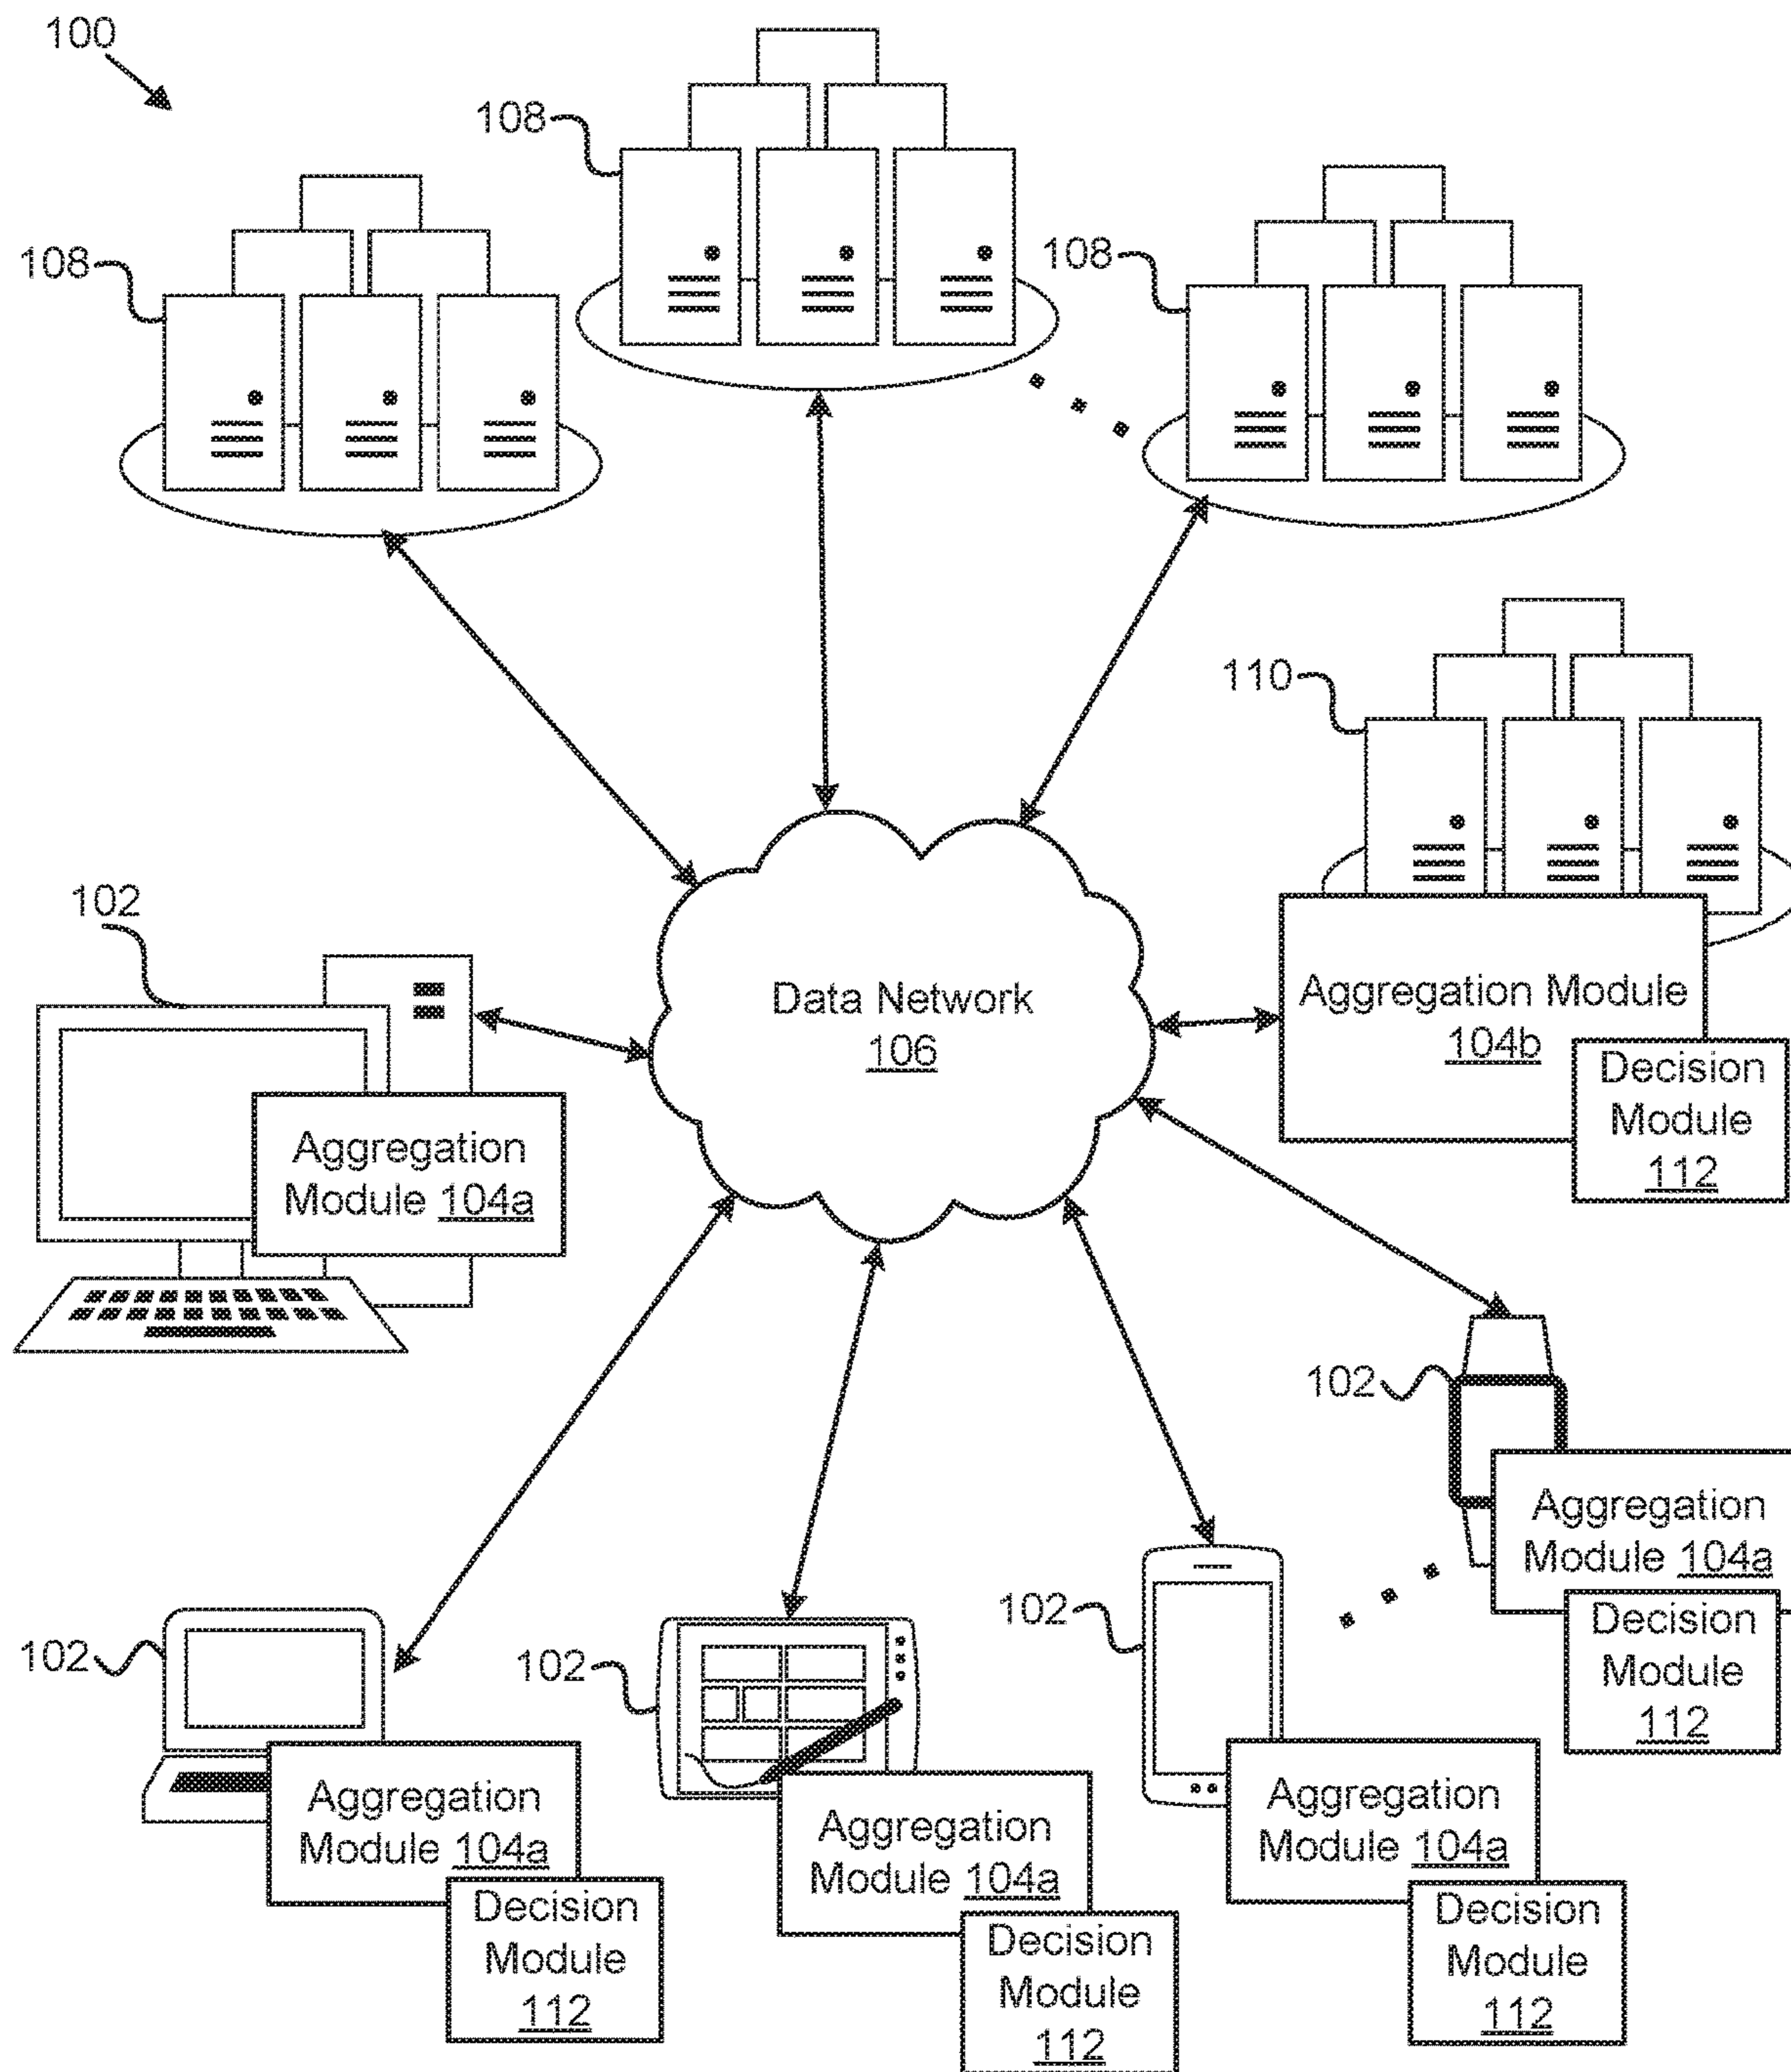 100
108
108
108
110
102
Data Network
106
Aggregation Module
104b
Decision
Module
112
Aggregation
Module 104a
102
Aggregation
Module 104a
Decision
Module
112
102
Aggregation
Module 104a
Decision
Module
112
102
Aggregation
Module 104a
Decision
Module
112
102
Aggregation
Module 104a
Decision
Module
112